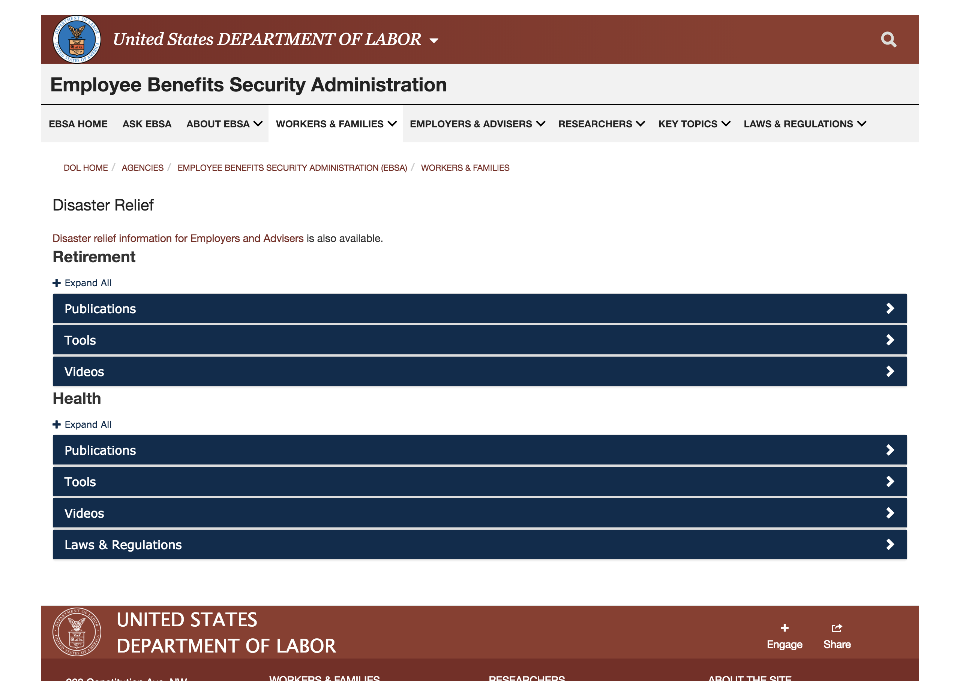 United States DEPARTMENT OF LABOR
Employee Benefits Security Administration
EBSA HOME ASK EBSA ABOUT EBSA WORKERS & FAMILIES EMPLOYERS & ADVISERS RESEARCHERS KEY TOPICS LAWS & REGULATIONS
DOL HOME / AGENCIES / EMPLOYEE BENEFITS SECURITY ADMINISTRATION (EBSA) / WORKERS & FAMILIES
Disaster Relief
Disaster relief information for Employers and Advisers is also available.
Retirement
+ Expand All
Publications
Tools
Videos
Health
+ Expand All
Publications
Tools
Videos
Laws & Regulations
UNITED STATES
DEPARTMENT OF LABOR
Engage Share
WORKERS & FAMILIES RESEARCHERS ABOUT THE SITE